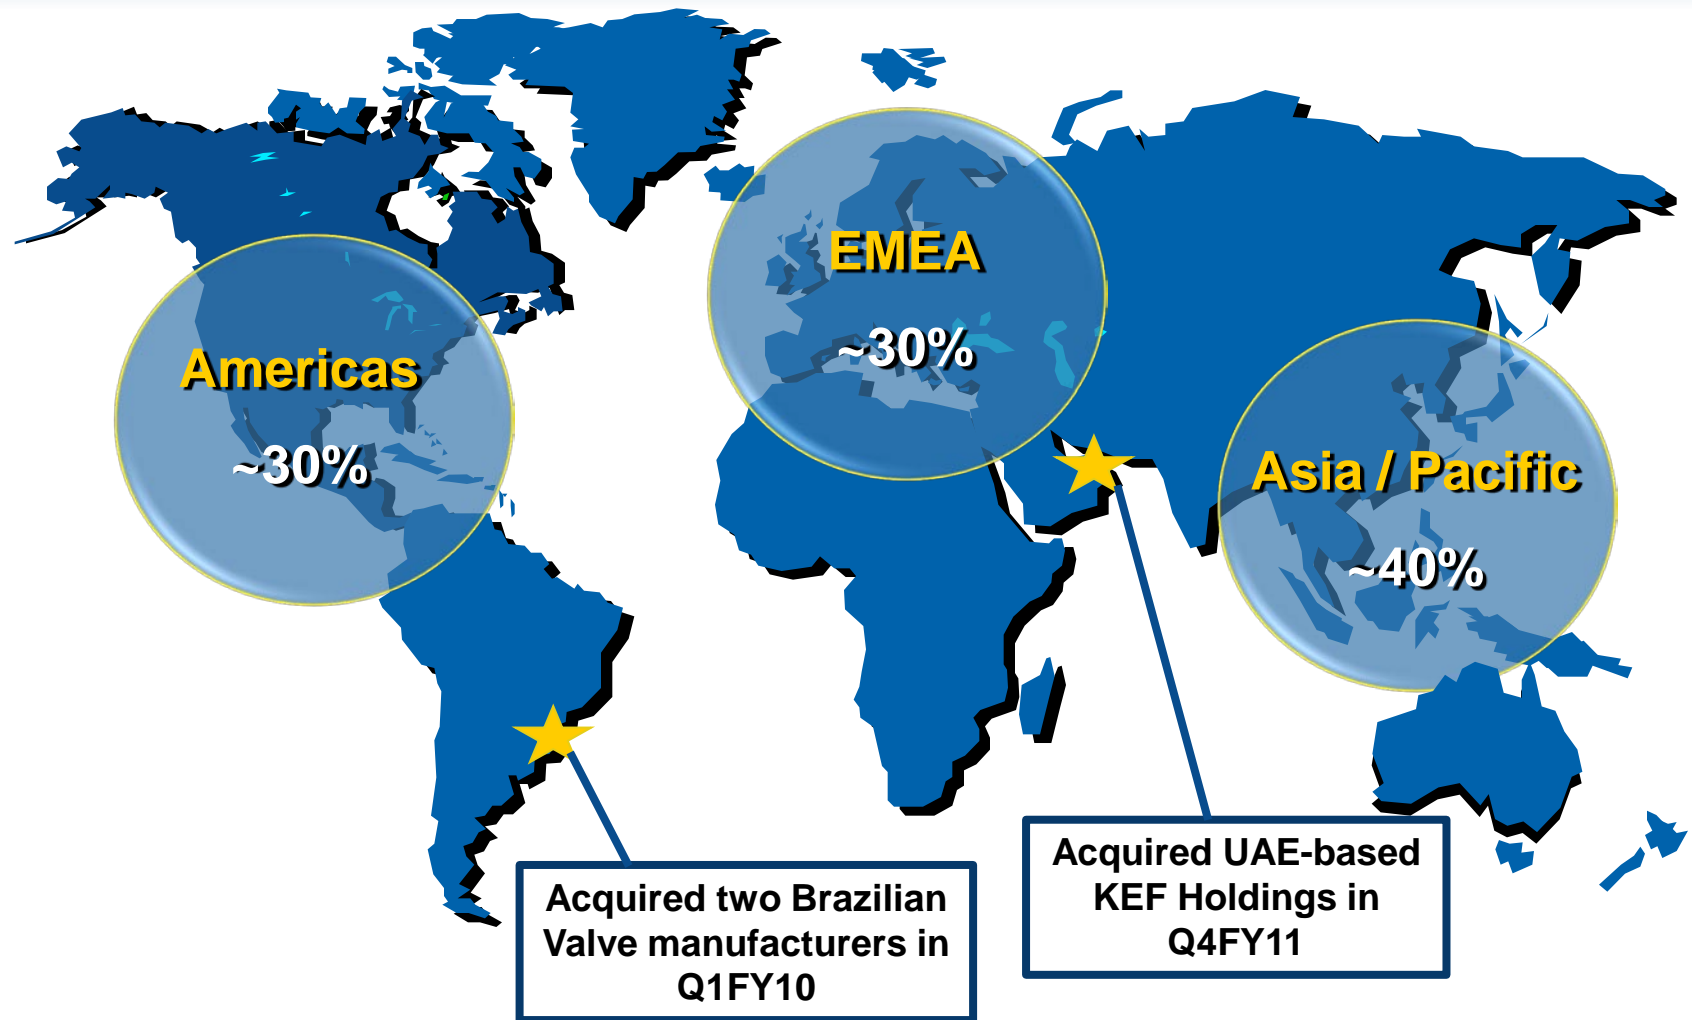 EMEA
~30%
Americas
~30%
Asia / Pacific
~40%
Acquired two Brazilian
Valve manufacturers in
Q1FY10
Acquired UAE-based
KEF Holdings in
Q4FY11